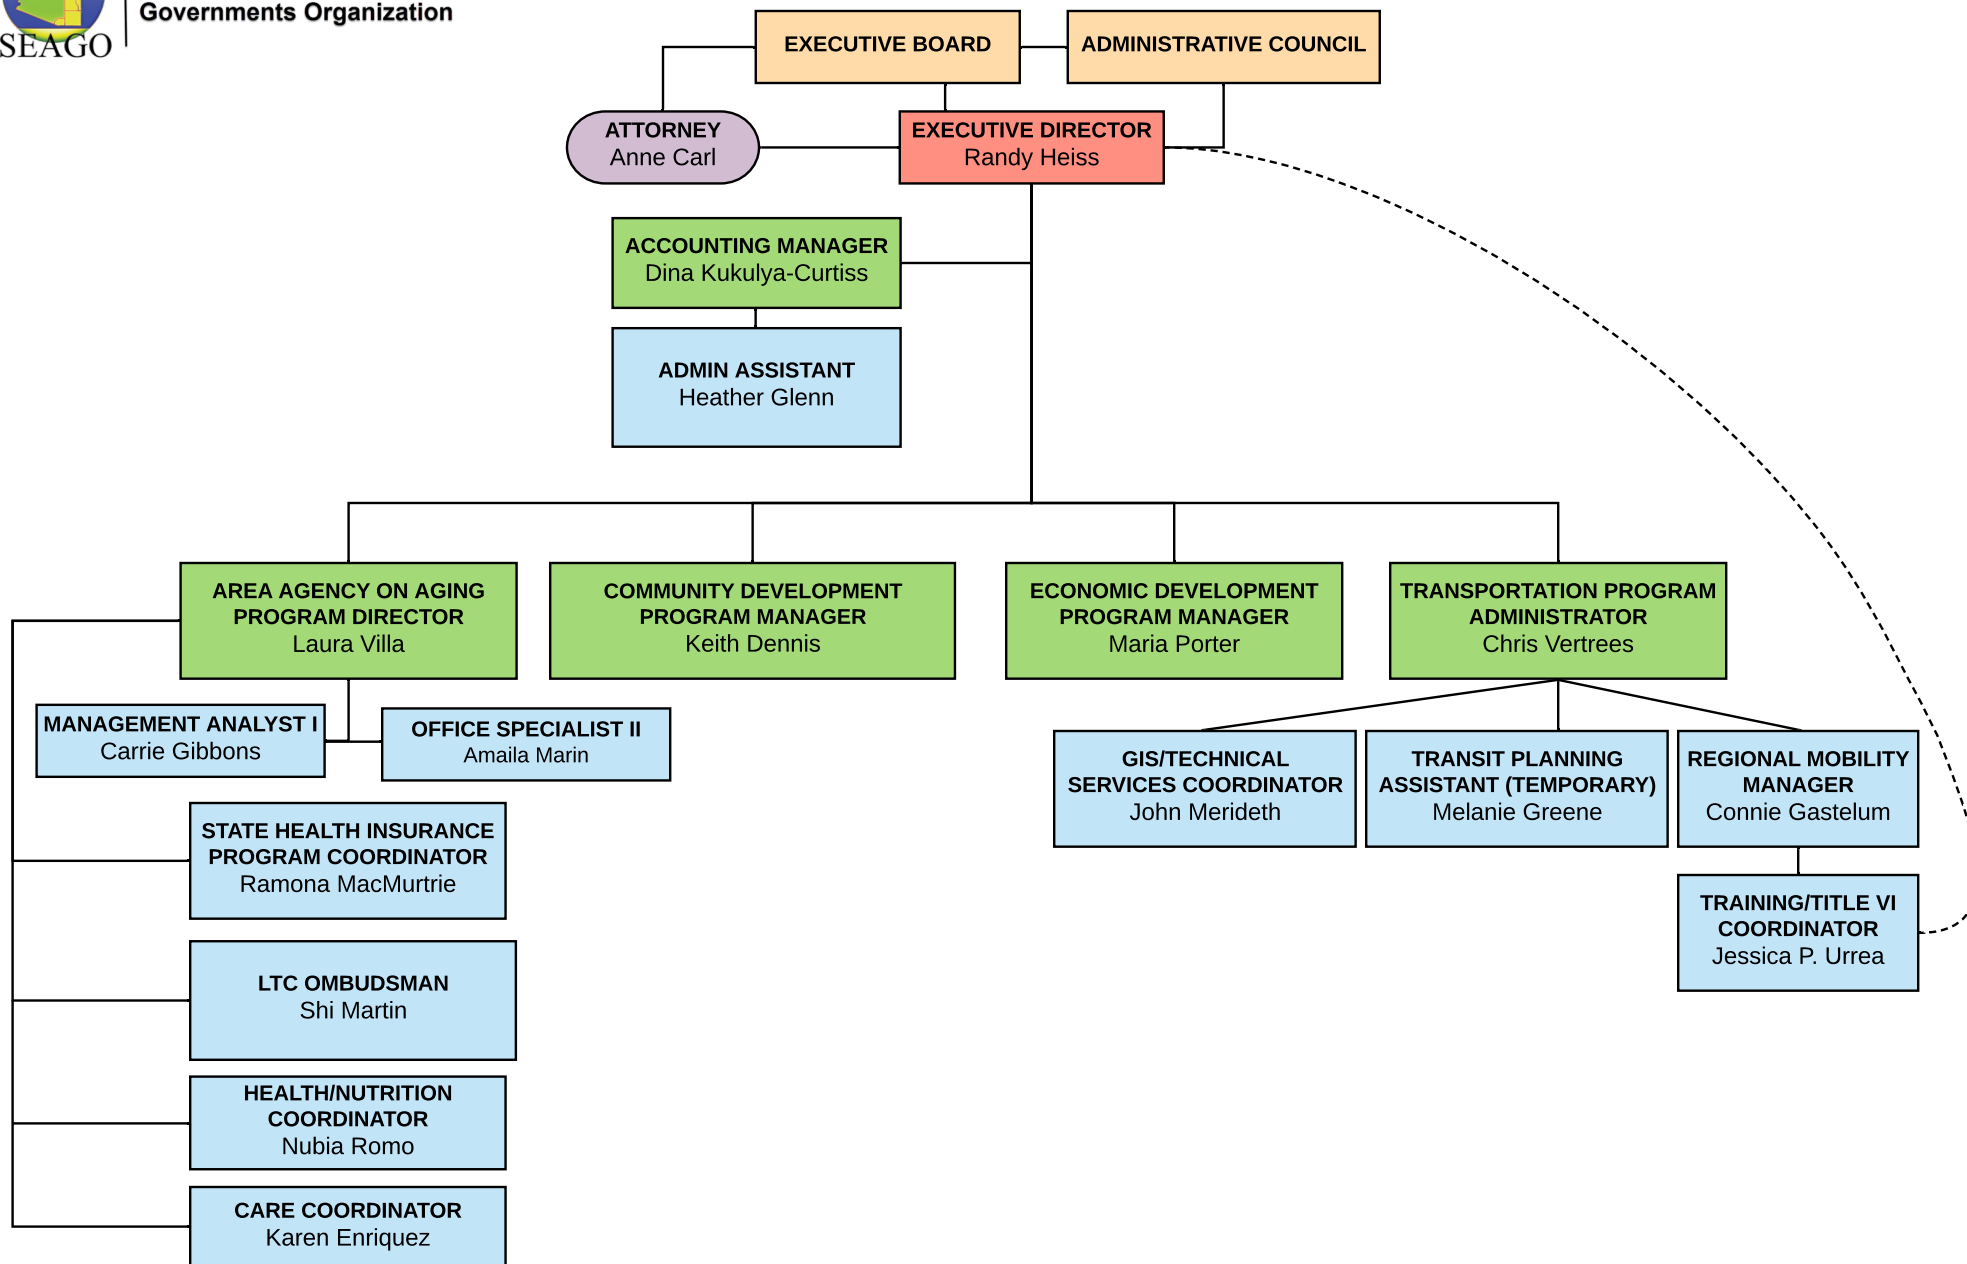 Governments Organization
SEAGO
EXECUTIVE BOARD
ADMINISTRATIVE COUNCIL
ATTORNEY
Anne Carl
EXECUTIVE DIRECTOR
Randy Heiss
ACCOUNTING MANAGER
Dina Kukulya-Curtiss
ADMIN ASSISTANT
Heather Glenn
AREA AGENCY ON AGING
PROGRAM DIRECTOR
Laura Villa
COMMUNITY DEVELOPMENT
PROGRAM MANAGER
Keith Dennis
ECONOMIC DEVELOPMENT
PROGRAM MANAGER
Maria Porter
TRANSPORTATION PROGRAM
ADMINISTRATOR
Chris Vertrees
MANAGEMENT ANALYST I
Carrie Gibbons
OFFICE SPECIALIST II
Amaila Marin
GIS/TECHNICAL
SERVICES COORDINATOR
John Merideth
TRANSIT PLANNING
ASSISTANT (TEMPORARY)
Melanie Greene
REGIONAL MOBILITY
MANAGER
Connie Gastelum
STATE HEALTH INSURANCE
PROGRAM COORDINATOR
Ramona MacMurtrie
TRAINING/TITLE VI
COORDINATOR
Jessica P. Urrea
LTC OMBUDSMAN
Shi Martin
HEALTH/NUTRITION
COORDINATOR
Nubia Romo
CARE COORDINATOR
Karen Enriquez